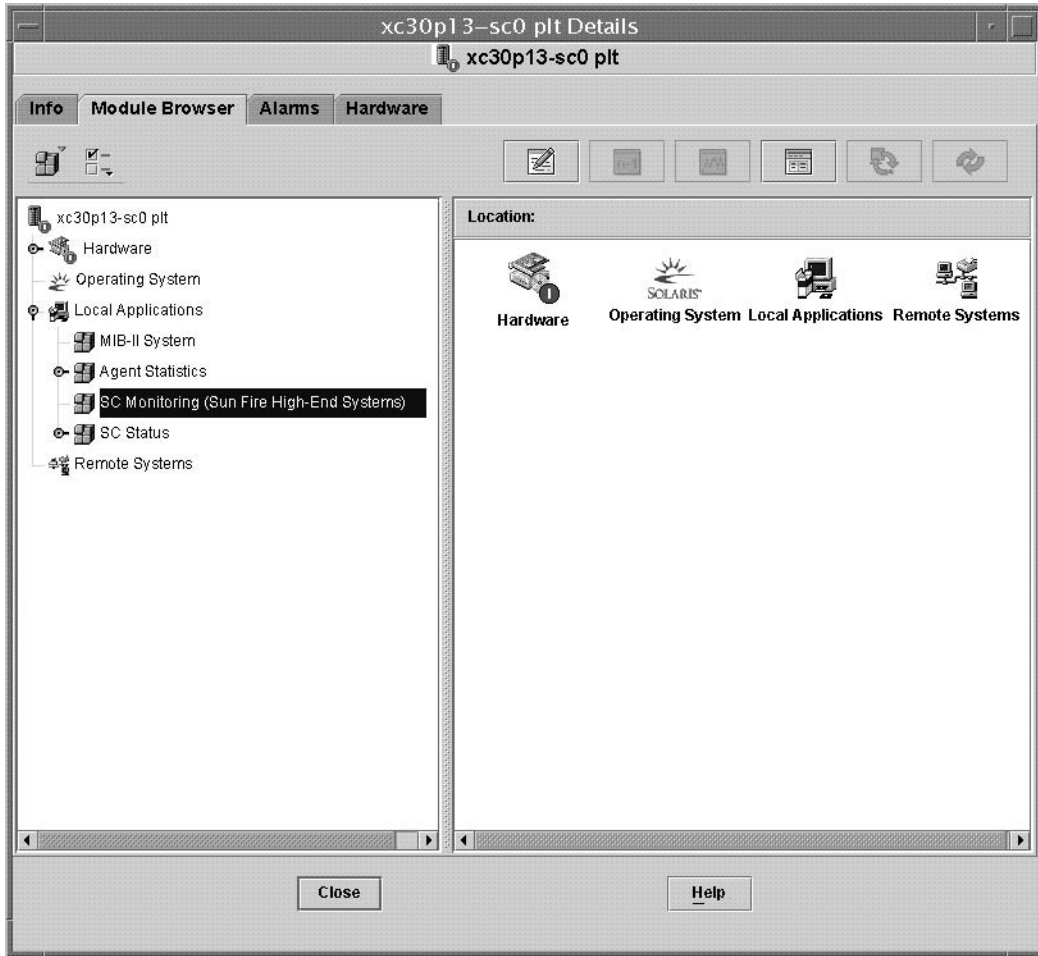 xc30p13–sc0 plt Details
xc30p13-sc0 plt
Info Module Browser Alarms Hardware
xc30p13-sc0 plt
Hardware
Operating System
Local Applications
MIB-II System
Agent Statistics
SC Monitoring (Sun Fire High-End Systems)
SC Status
Remote Systems
Location:
Hardware
SOLARIS
Operating System
Local Applications
Remote Systems
Close
Help